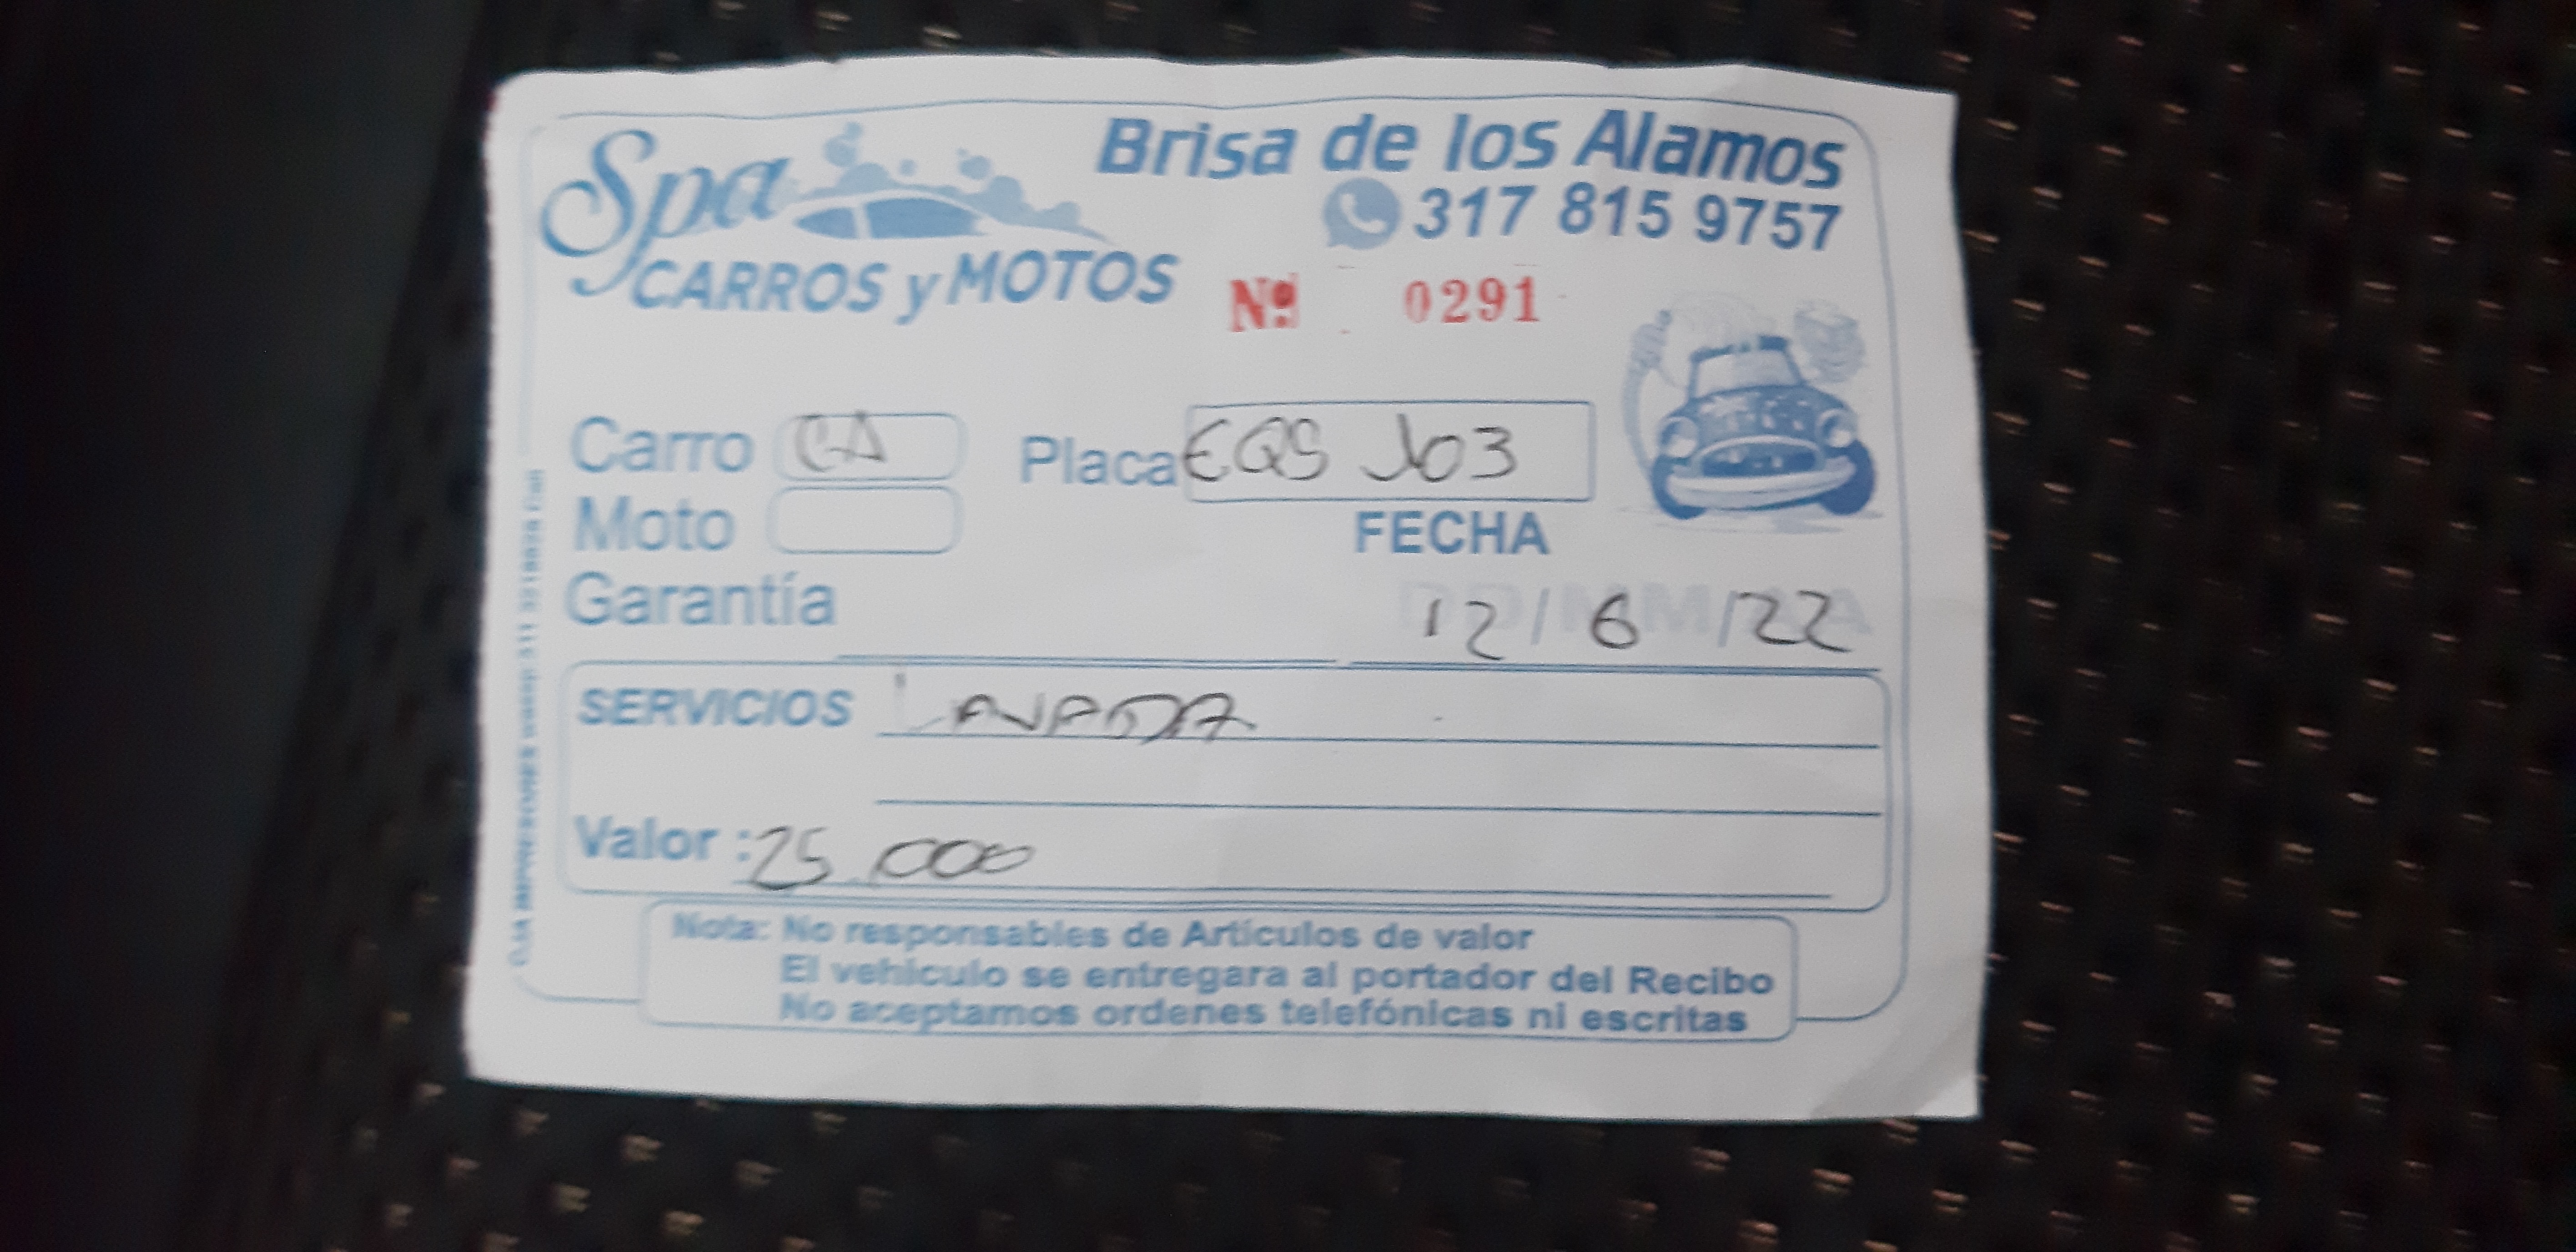 Spa
CARROS y MOTOS
Brisa de los Alamos
317 815 9757
Nº 0291
Carro CA
Placa EQS J03
Moto
FECHA
Garantía
12/6/22
SERVICIOS LAVADA
Valor : 25.000
Nota: No responsables de Artículos de valor
El vehículo se entregara al portador del Recibo
No aceptamos ordenes telefónicas ni escritas